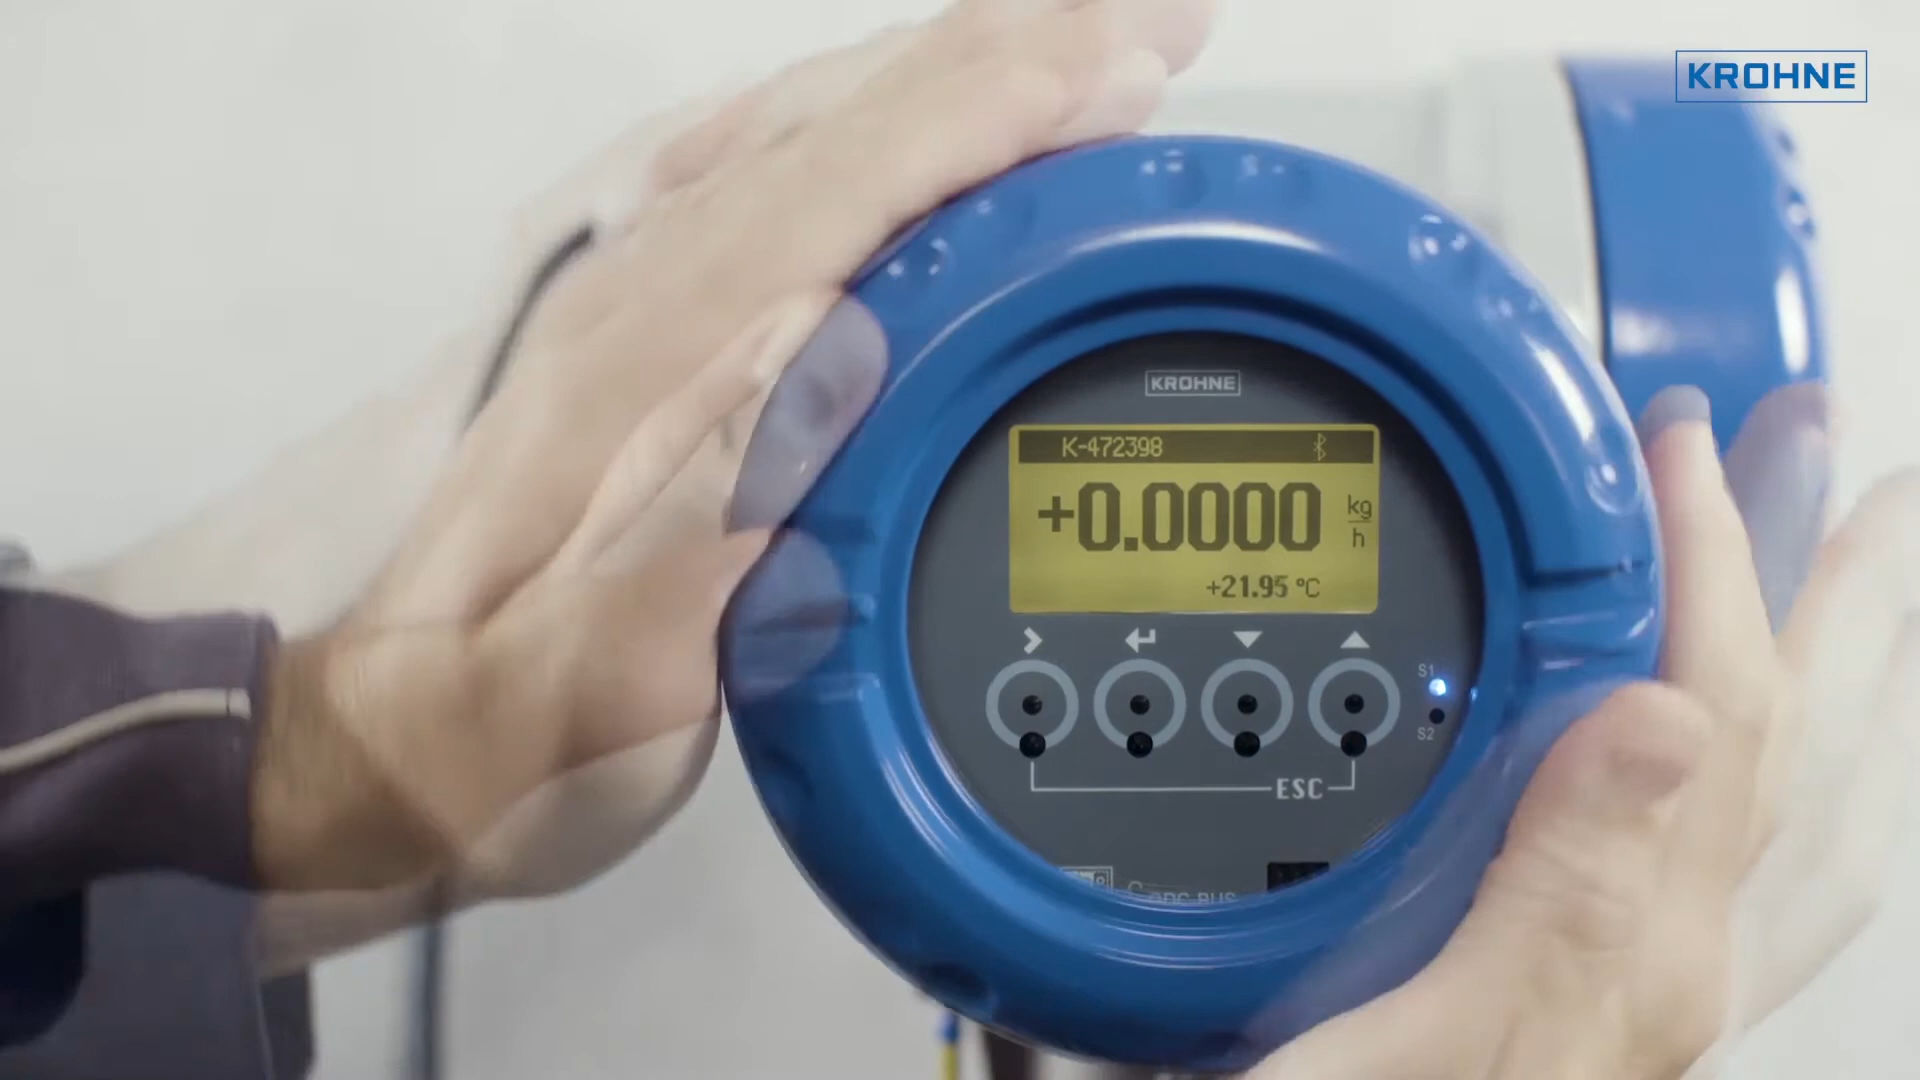 KROHNE
KROHNE
K-472398
+0.0000 kg/h
+21.95 °C
S1
S2
ESC